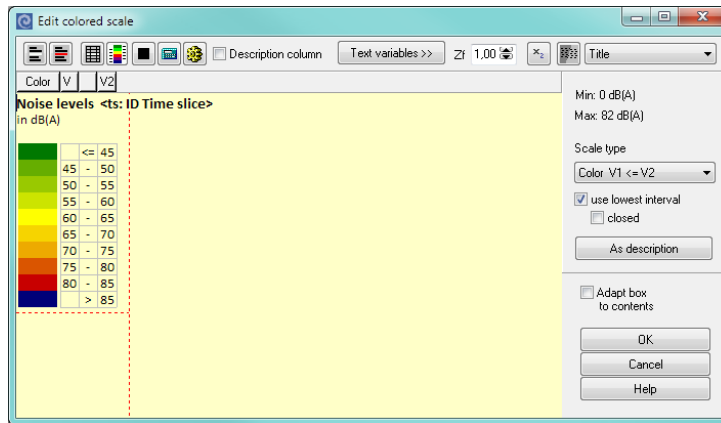 Edit colored scale
Description column
Text variables >>
Zf 1,00
x₂
Title
Color V V2
Noise levels <ts: ID Time slice>
in dB(A)
<= 45
45 - 50
50 - 55
55 - 60
60 - 65
65 - 70
70 - 75
75 - 80
80 - 85
> 85
Min: 0 dB(A)
Max: 82 dB(A)
Scale type
Color V1 <= V2
use lowest interval
closed
As description
Adapt box
to contents
OK
Cancel
Help